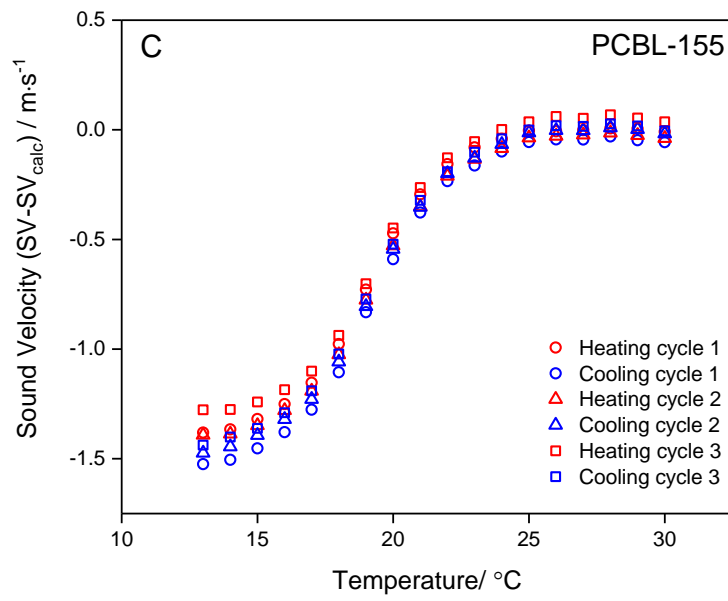 C
PCBL-155
Sound Velocity (SV-SVcalc) / m·s-1
0.5
0.0
-0.5
-1.0
-1.5
Heating cycle 1
Cooling cycle 1
Heating cycle 2
Cooling cycle 2
Heating cycle 3
Cooling cycle 3
10 15 20 25 30
Temperature/ °C